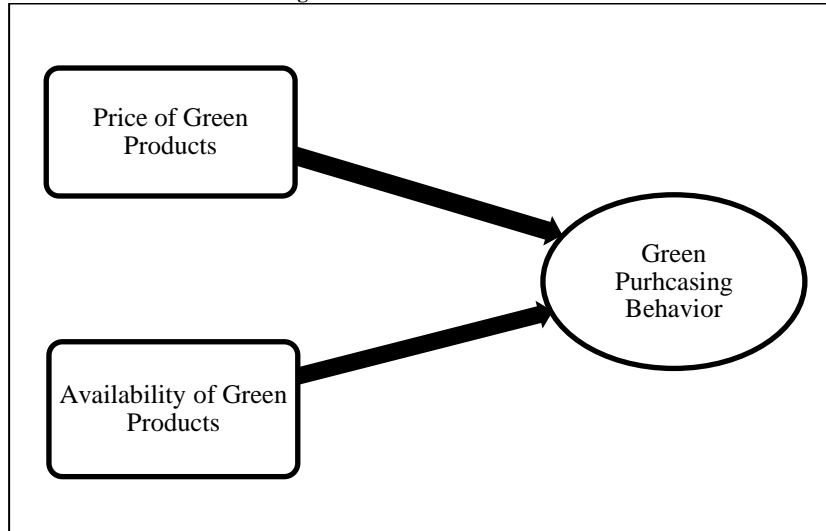 Price of Green
Products
Green
Purhcasing
Behavior
Availability of Green
Products